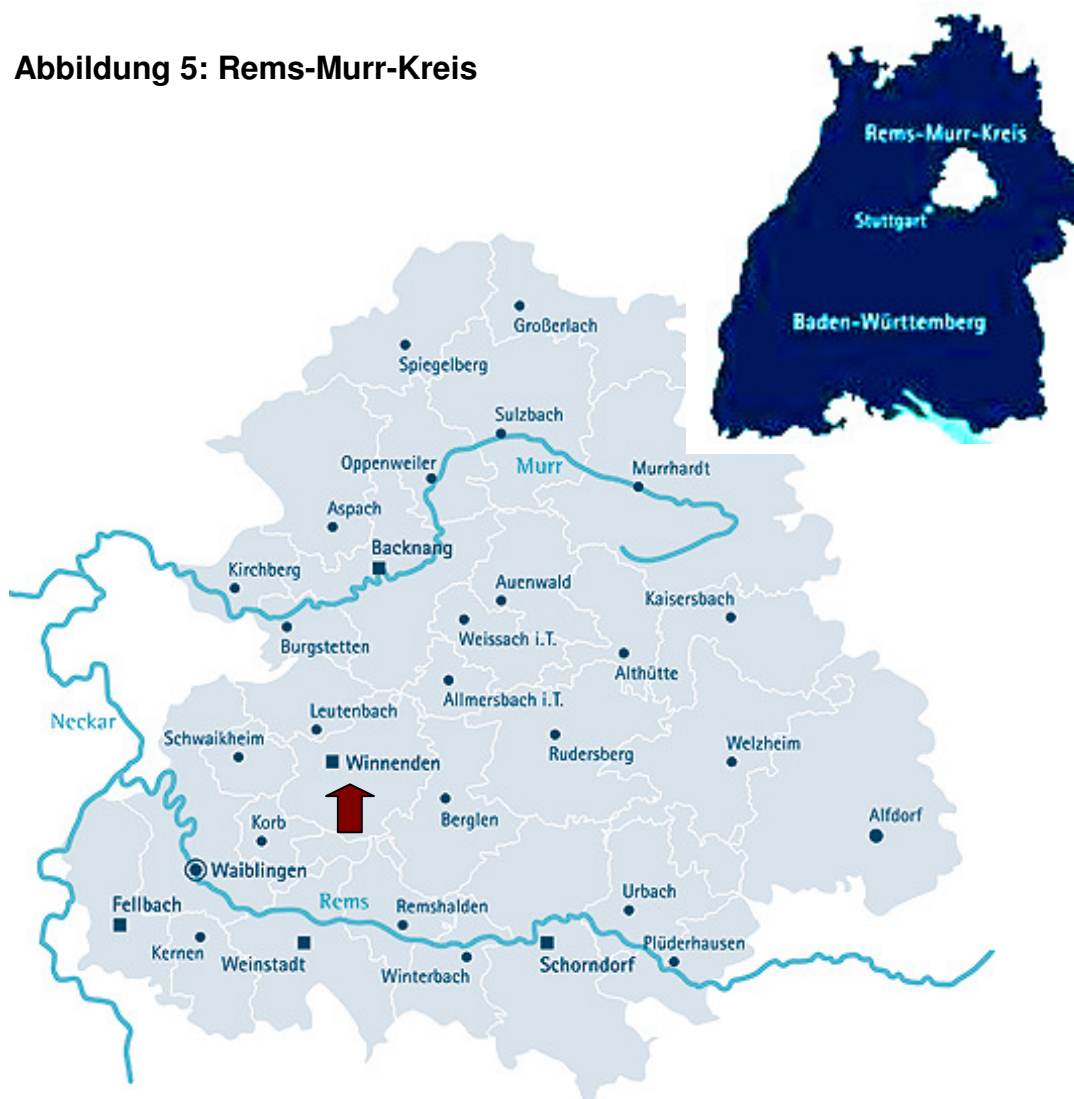 Abbildung 5: Rems-Murr-Kreis
Rems-Murr-Kreis
Stuttgart
Baden-Württemberg
Großerlach
Spiegelberg
Sulzbach
Oppenweiler
Murr
Murrhardt
Aspach
Backnang
Kirchberg
Auenwald
Kaisersbach
Burgstetten
Weissach i.T.
Althütte
Allmersbach i.T.
Leutenbach
Neckar
Schwaikheim
Rudersberg
Welzheim
Winnenden
Berglen
Korb
Alfdorf
Waiblingen
Urbach
Fellbach
Rems
Remshalden
Kernen
Weinstadt
Winterbach
Schorndorf
Plüderhausen